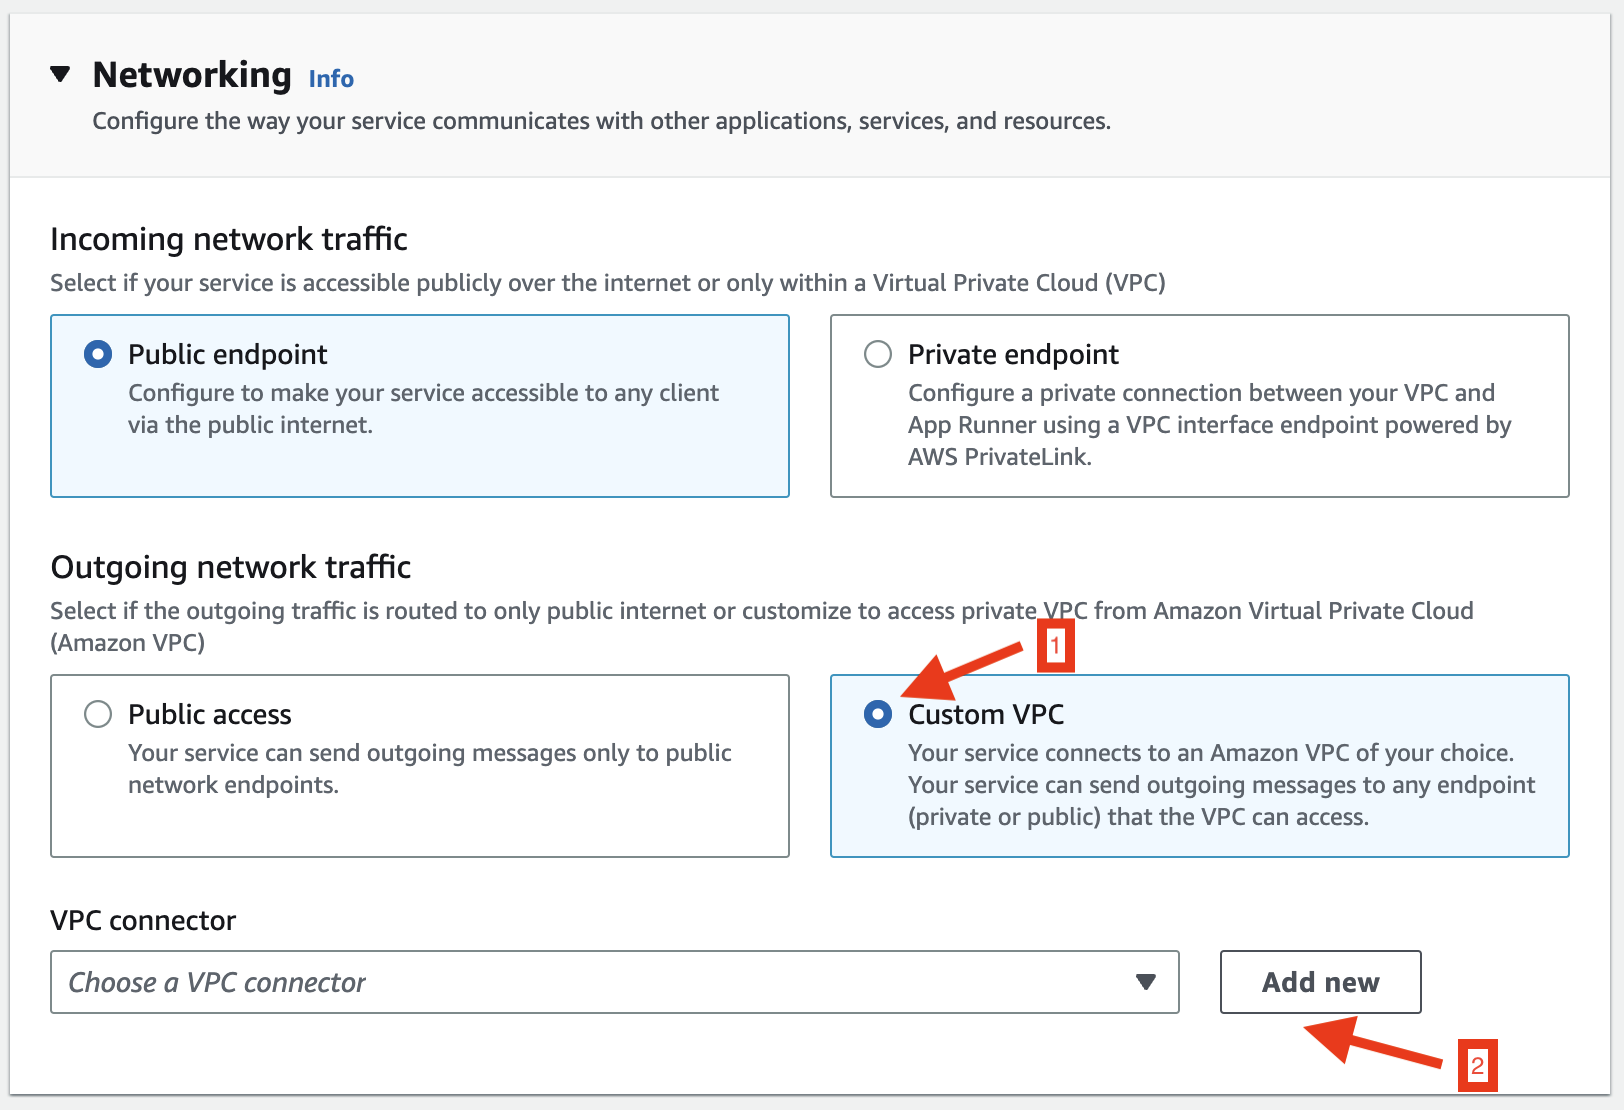 Networking Info
Configure the way your service communicates with other applications, services, and resources.
Incoming network traffic
Select if your service is accessible publicly over the internet or only within a Virtual Private Cloud (VPC)
Public endpoint
Configure to make your service accessible to any client
via the public internet.
Private endpoint
Configure a private connection between your VPC and
App Runner using a VPC interface endpoint powered by
AWS PrivateLink.
Outgoing network traffic
Select if the outgoing traffic is routed to only public internet or customize to access private VPC from Amazon Virtual Private Cloud
(Amazon VPC)
1
Public access
Your service can send outgoing messages only to public
network endpoints.
Custom VPC
Your service connects to an Amazon VPC of your choice.
Your service can send outgoing messages to any endpoint
(private or public) that the VPC can access.
VPC connector
Choose a VPC connector
Add new
2